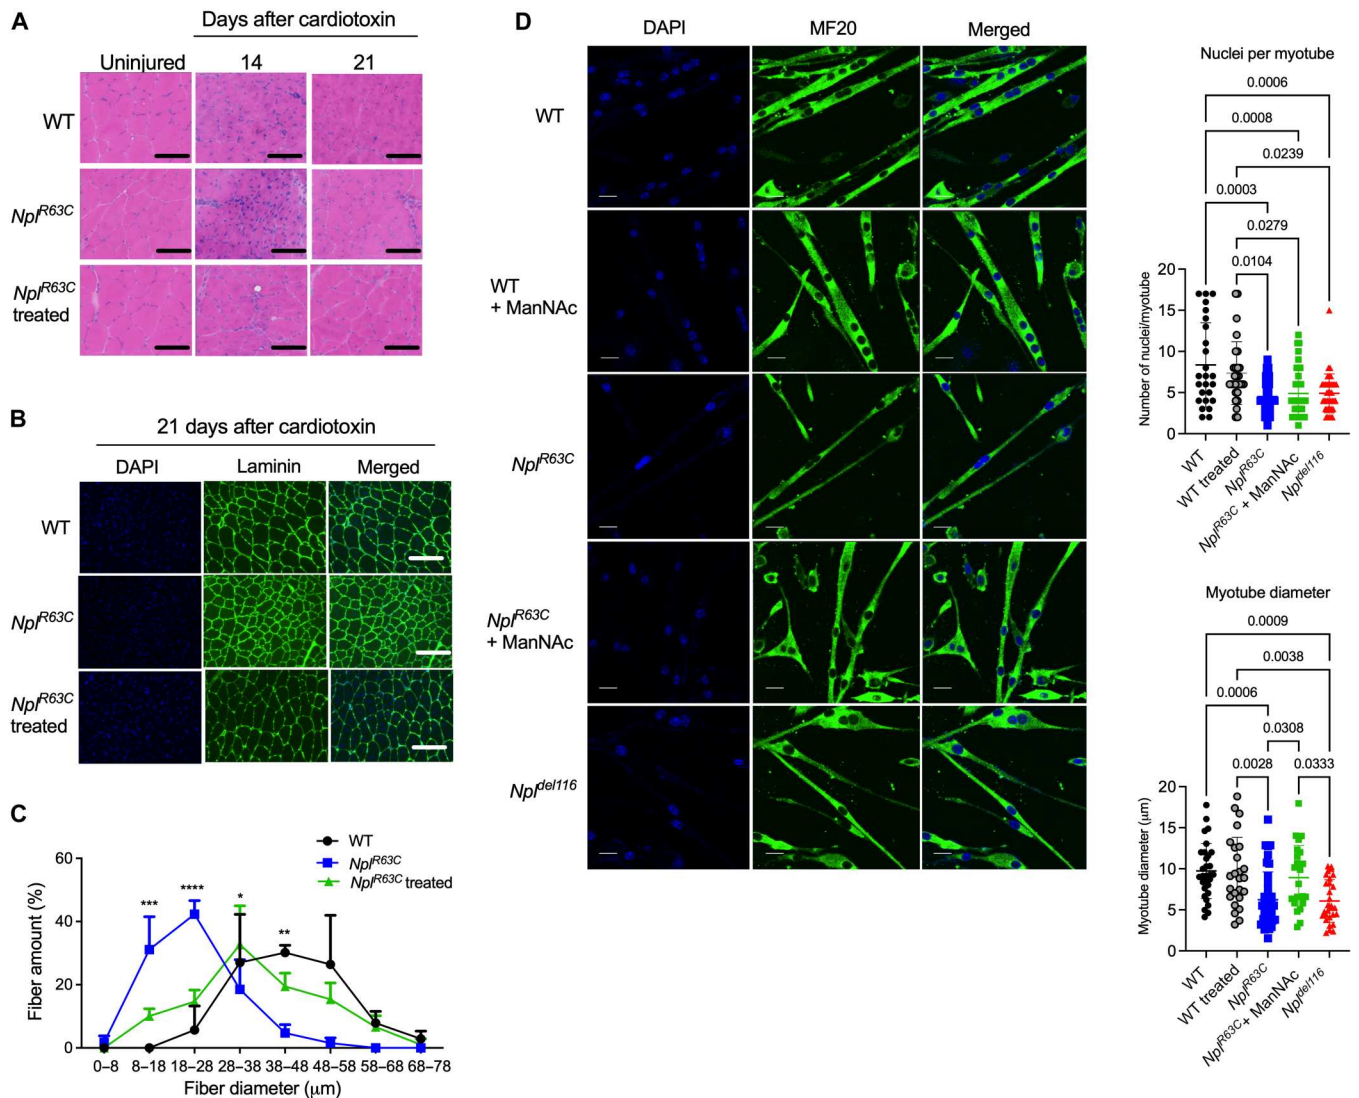 A
Days after cardiotoxin
Uninjured 14 21
WT
Npl^R63C
Npl^R63C
treated
B
21 days after cardiotoxin
DAPI Laminin Merged
WT
Npl^R63C
Npl^R63C
treated
C
WT
Npl^R63C
Npl^R63C treated
Fiber amount (%)
60
40
20
0
*** **** * **
0–8 8–18 18–28 28–38 38–48 48–58 58–68 68–78
Fiber diameter (μm)
D
DAPI MF20 Merged
WT
WT
+ ManNAc
Npl^R63C
Npl^R63C
+ ManNAc
Npl^del116
Nuclei per myotube
0.0006
0.0008
0.0239
0.0003
0.0279
0.0104
Number of nuclei/myotube
20
15
10
5
0
WT
WT treated
Npl^R63C
Npl^R63C + ManNAc
Npl^del116
Myotube diameter
0.0009
0.0038
0.0006
0.0308
0.0028 0.0333
Myotube diameter (μm)
20
15
10
5
0
WT
WT treated
Npl^R63C
Npl^R63C + ManNAc
Npl^del116